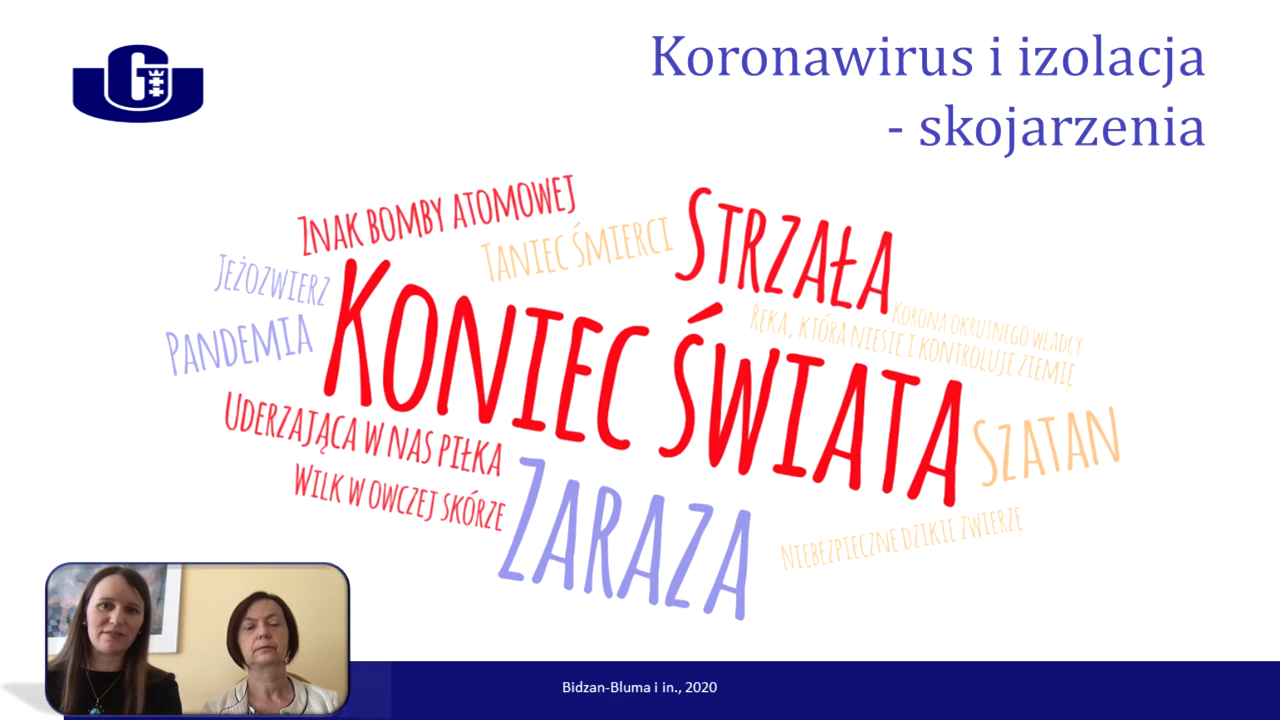 Koronawirus i izolacja
- skojarzenia
Znak bomby atomowej
Taniec śmierci
Strzała
Jeżozwierz
Koniec świata
Korona okrutnego władcy
Ręka, która niesie i kontroluje ziemię
Pandemia
Uderzająca w nas piłka
Szatan
Wilk w owczej skórze
Zaraza
Niebezpieczne dzikie zwierzę
Bidzan-Bluma i in., 2020